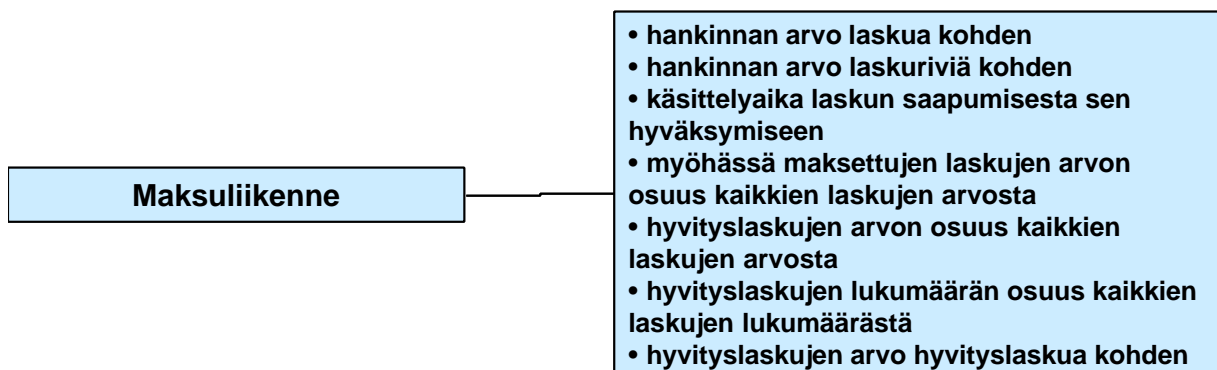 Maksuliikenne
• hankinnan arvo laskua kohden
• hankinnan arvo laskuriviä kohden
• käsittelyaika laskun saapumisesta sen
hyväksymiseen
• myöhässä maksettujen laskujen arvon
osuus kaikkien laskujen arvosta
• hyvityslaskujen arvon osuus kaikkien
laskujen arvosta
• hyvityslaskujen lukumäärän osuus kaikkien
laskujen lukumäärästä
• hyvityslaskujen arvo hyvityslaskua kohden